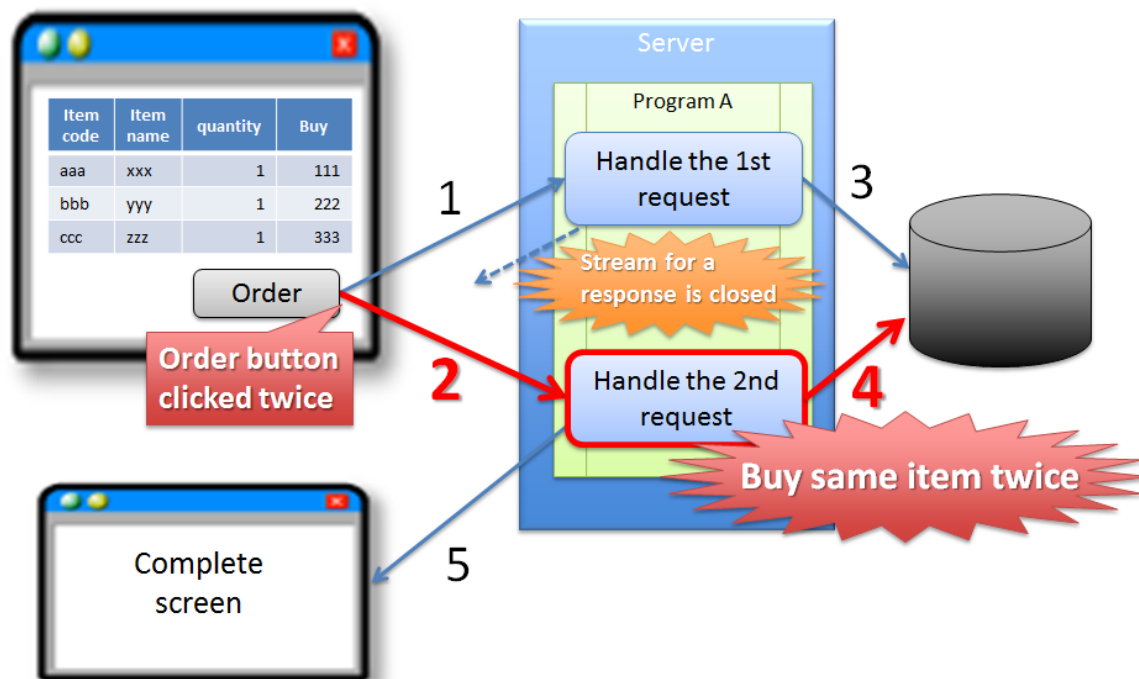 Item code Item name quantity Buy
aaa xxx 1 111
bbb yyy 1 222
ccc zzz 1 333
Order
Order button
clicked twice
1
2
Server
Program A
Handle the 1st
request
3
Stream for a
response is closed
Handle the 2nd
request
4
Buy same item twice
5
Complete
screen